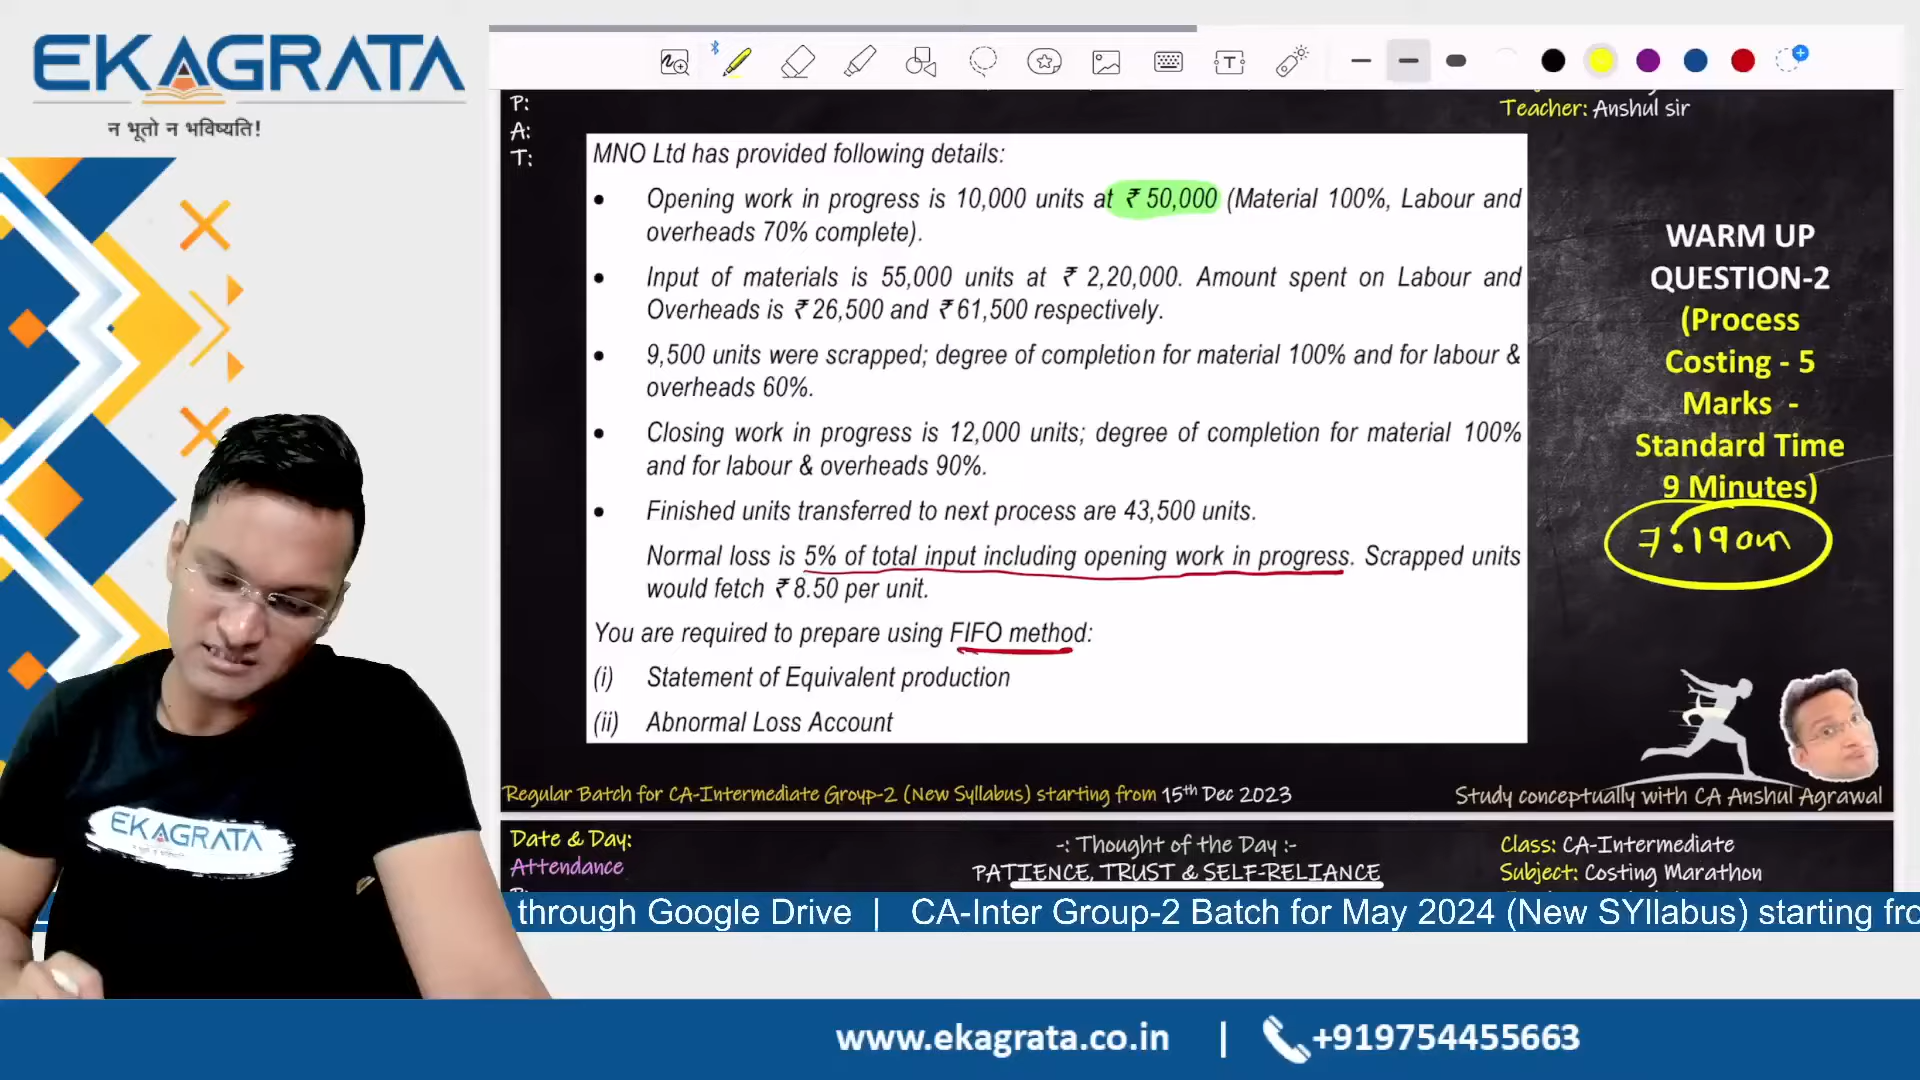 EKAGRATA
न भूतो न भविष्यति!
P:
A:
T:
Teacher: Anshul sir
MNO Ltd has provided following details:
• Opening work in progress is 10,000 units at ₹ 50,000 (Material 100%, Labour and
overheads 70% complete).
• Input of materials is 55,000 units at ₹ 2,20,000. Amount spent on Labour and
Overheads is ₹ 26,500 and ₹ 61,500 respectively.
• 9,500 units were scrapped; degree of completion for material 100% and for labour &
overheads 60%.
• Closing work in progress is 12,000 units; degree of completion for material 100%
and for labour & overheads 90%.
• Finished units transferred to next process are 43,500 units.
Normal loss is 5% of total input including opening work in progress. Scrapped units
would fetch ₹ 8.50 per unit.
You are required to prepare using FIFO method:
(i) Statement of Equivalent production
(ii) Abnormal Loss Account
WARM UP
QUESTION-2
(Process
Costing - 5
Marks -
Standard Time
9 Minutes)
7:19am
Regular Batch for CA-Intermediate Group-2 (New Syllabus) starting from 15th Dec 2023
Study conceptually with CA Anshul Agrawal
Date & Day:
Attendance
-: Thought of the Day :-
PATIENCE, TRUST & SELF-RELIANCE
Class: CA-Intermediate
Subject: Costing Marathon
EKAGRATA
through Google Drive | CA-Inter Group-2 Batch for May 2024 (New SYllabus) starting
www.ekagrata.co.in | +919754455663